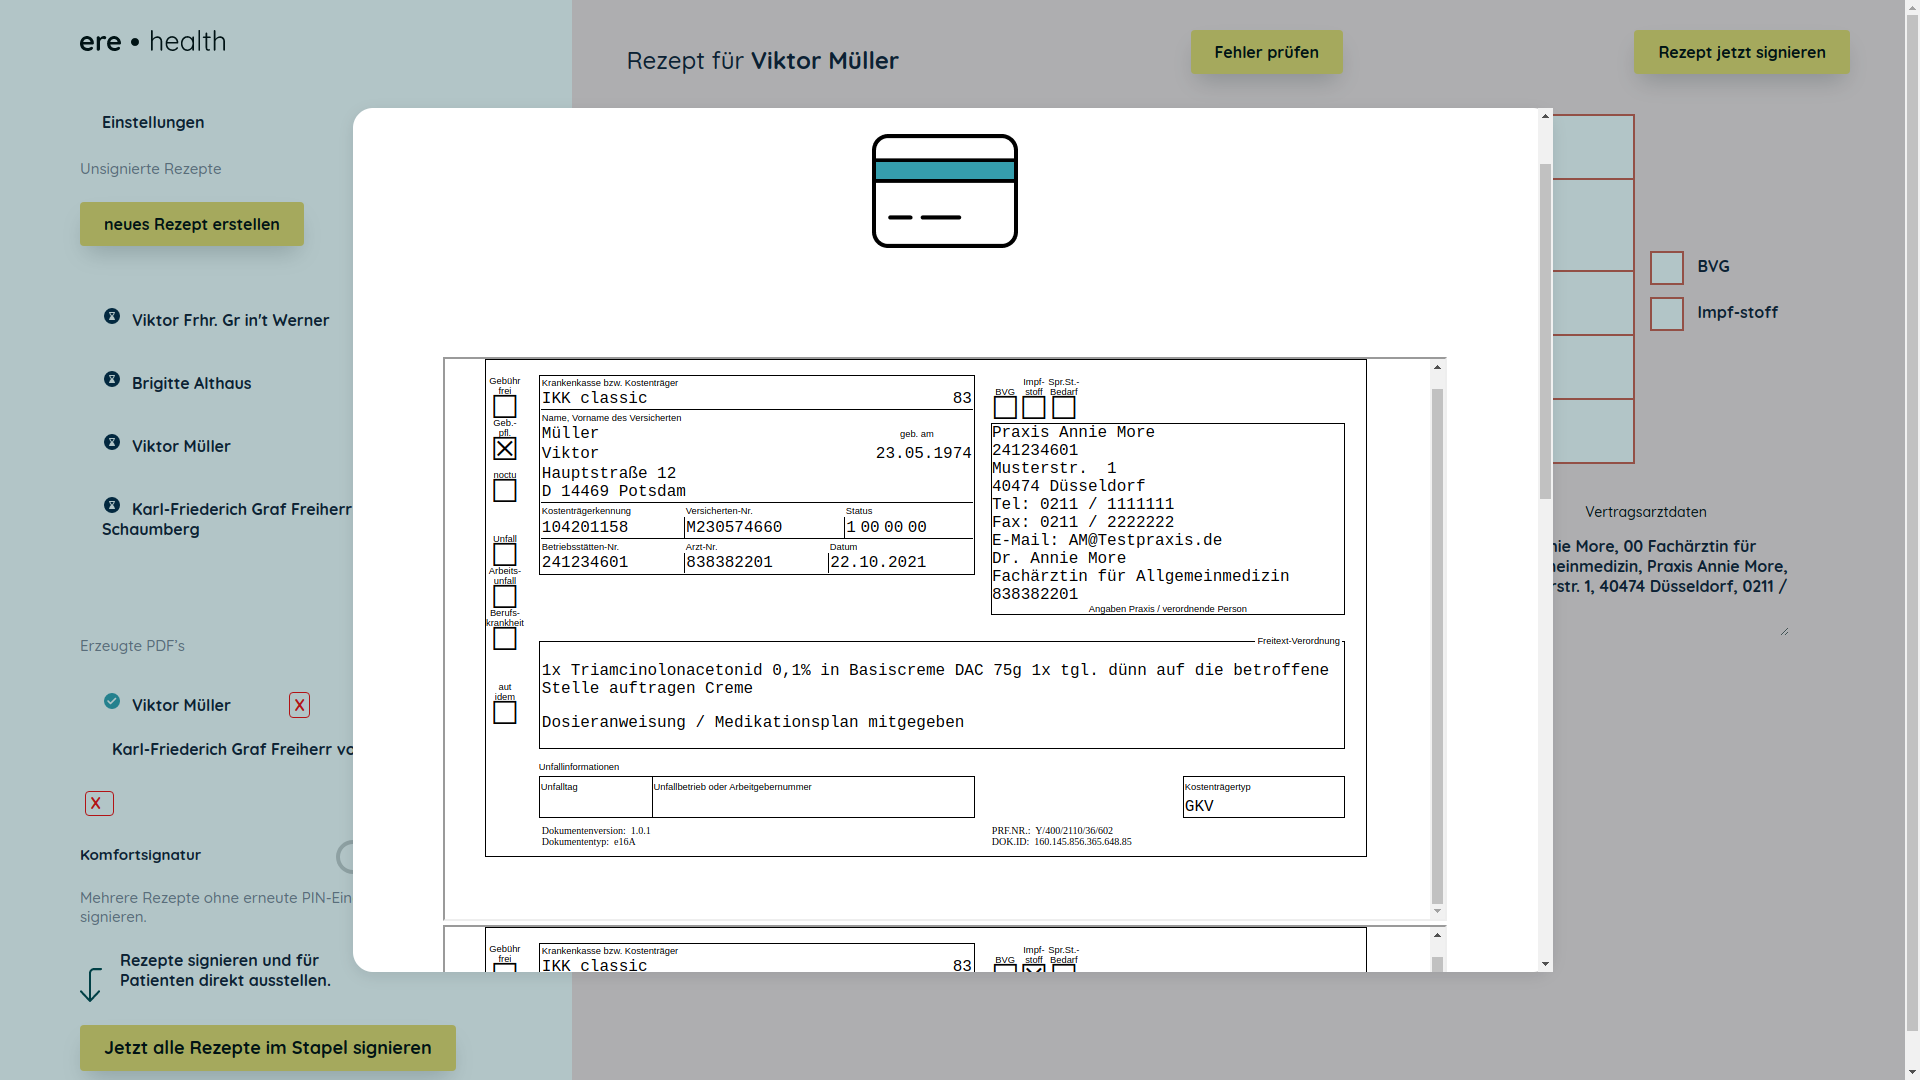 ere • health
Einstellungen
Unsignierte Rezepte
neues Rezept erstellen
Viktor Frhr. Gr in't Werner
Brigitte Althaus
Viktor Müller
Karl-Friederich Graf Freiherr
Schaumberg
Erzeugte PDF's
Viktor Müller X
Karl-Friederich Graf Freiherr
X
Komfortsignatur
Mehrere Rezepte ohne erneute
signieren.
Rezepte signieren und für
Patienten direkt ausstellen.
Jetzt alle Rezepte im Stapel signieren
Rezept für Viktor Müller
Fehler prüfen
Rezept jetzt signieren
Gebühr
frei
Geb.-
pfl.
noctu
Unfall
Arbeits-
unfall
Berufs-
krankheit
aut
idem
Krankenkasse bzw. Kostenträger
IKK classic 83
Name, Vorname des Versicherten
Müller geb. am
Viktor 23.05.1974
Hauptstraße 12
D 14469 Potsdam
Kostenträgerkennung Versicherten-Nr. Status
104201158 M230574660 1 00 00 00
Betriebsstätten-Nr. Arzt-Nr. Datum
241234601 838382201 22.10.2021
BVG Impf-stoff Spr.St.-Bedarf
Praxis Annie More
241234601
Musterstr. 1
40474 Düsseldorf
Tel: 0211 / 1111111
Fax: 0211 / 2222222
E-Mail: AM@Testpraxis.de
Dr. Annie More
Fachärztin für Allgemeinmedizin
838382201
Angaben Praxis / verordnende Person
Freitext-Verordnung
1x Triamcinolonacetonid 0,1% in Basiscreme DAC 75g 1x tgl. dünn auf die betroffene
Stelle auftragen Creme
Dosieranweisung / Medikationsplan mitgegeben
Unfallinformationen
Unfalltag Unfallbetrieb oder Arbeitgebernummer
Kostenträgertyp
GKV
Dokumentenversion: 1.0.1
Dokumententyp: e16A
PRF.NR.: Y/400/2110/36/602
DOK.ID: 160.145.856.365.648.85
Gebühr
frei
Krankenkasse bzw. Kostenträger
IKK classic 83
BVG Impf-stoff Spr.St.-Bedarf
BVG
Impf-stoff
Vertragsarztdaten
More, 00 Fachärztin für
Praxis Annie More,
1, 40474 Düsseldorf, 0211 /